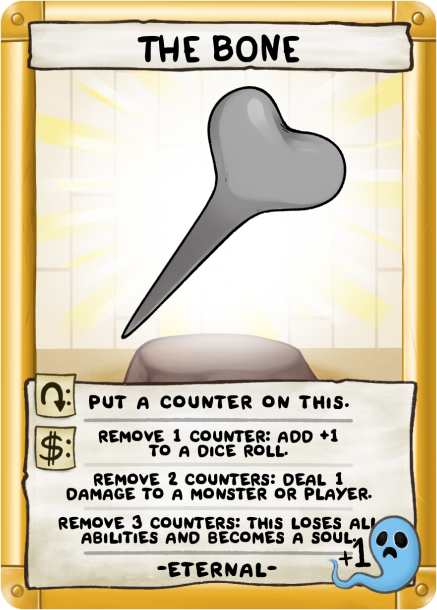 THE BONE
PUT A COUNTER ON THIS.
$:
REMOVE 1 COUNTER: ADD +1
TO A DICE ROLL.
REMOVE 2 COUNTERS: DEAL 1
DAMAGE TO A MONSTER OR PLAYER.
REMOVE 3 COUNTERS: THIS LOSES ALL
ABILITIES AND BECOMES A SOUL.
+1
-ETERNAL-